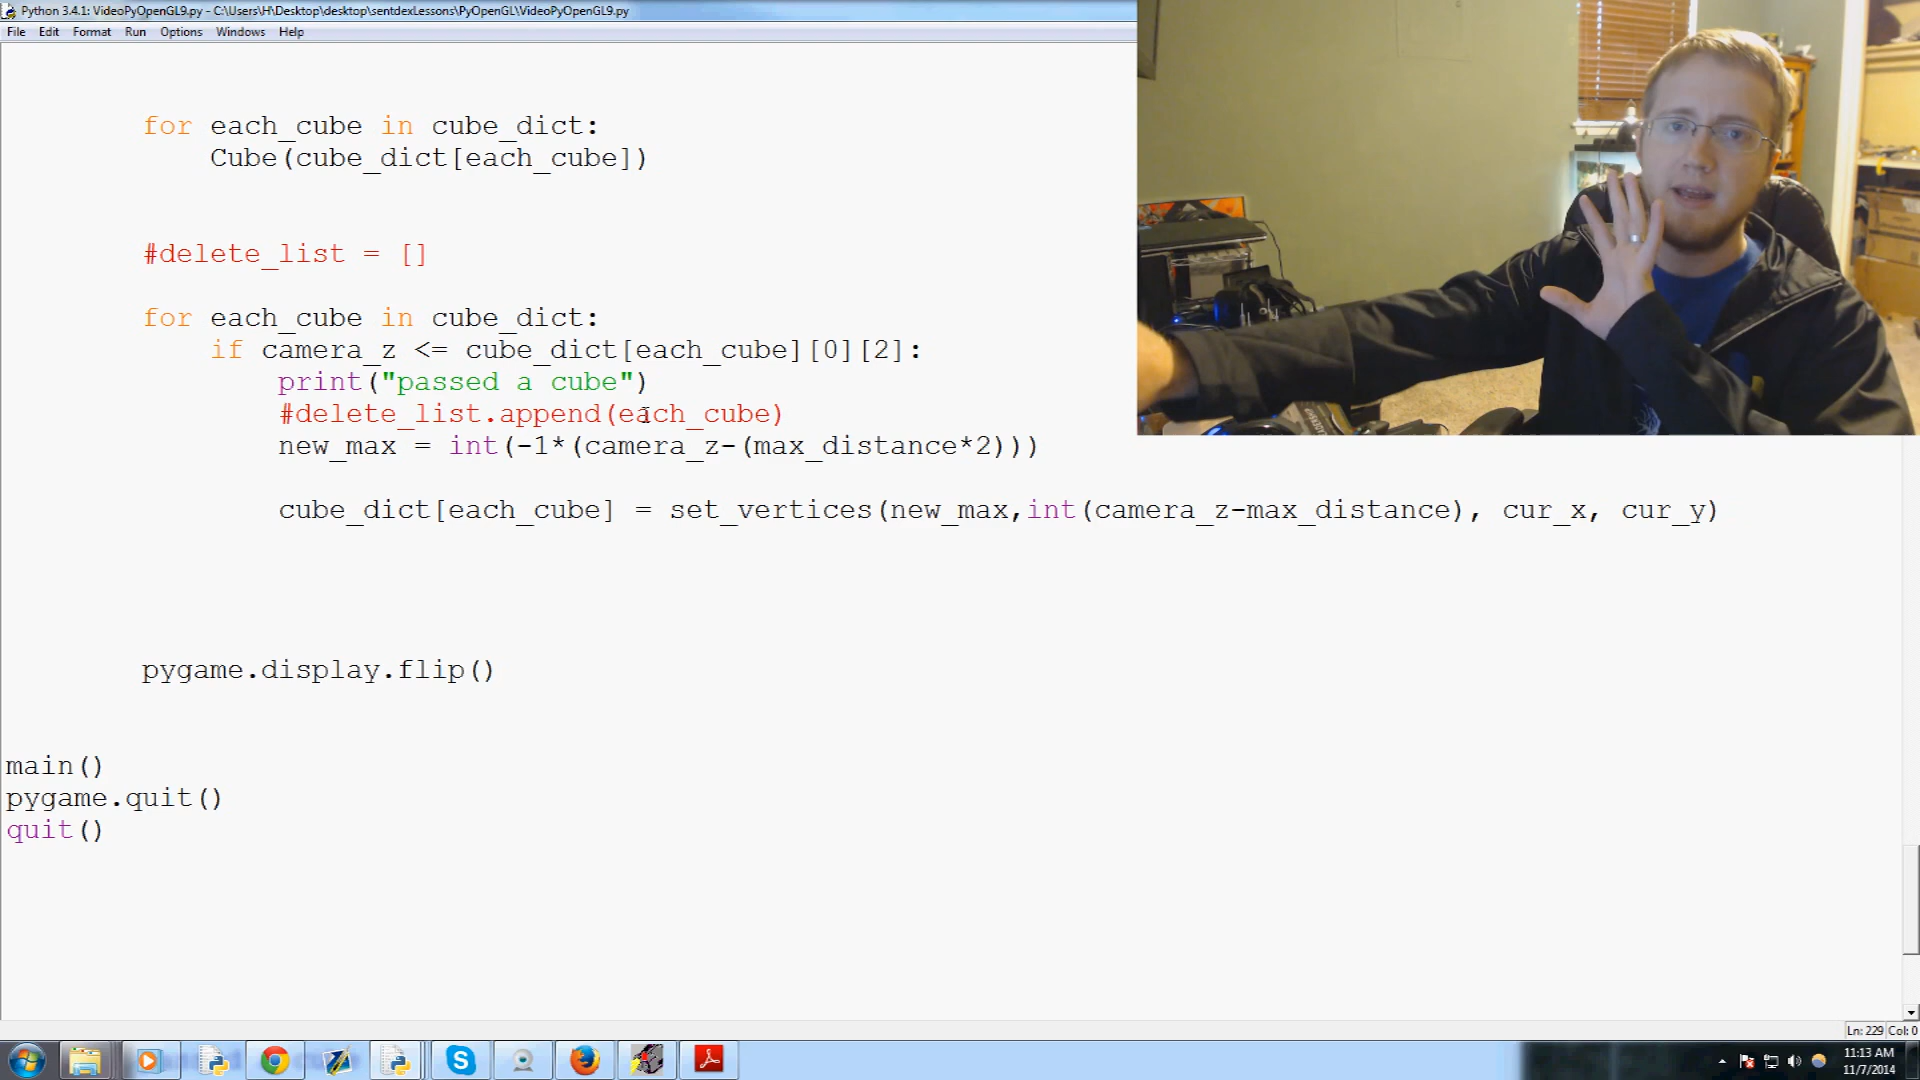 Python 3.4.1: VideoPyOpenGL9.py - C:\Users\H\Desktop\desktop\sentdexLessons\PyOpenGL\VideoPyOpenGL9.py
File Edit Format Run Options Windows Help
for each_cube in cube_dict:
Cube(cube_dict[each_cube])
#delete_list = []
for each_cube in cube_dict:
if camera_z <= cube_dict[each_cube][0][2]:
print("passed a cube")
#delete_list.append(each_cube)
new_max = int(-1*(camera_z-(max_distance*2)))
cube_dict[each_cube] = set_vertices(new_max,int(camera_z-max_distance), cur_x, cur_y)
pygame.display.flip()
main()
pygame.quit()
quit()
Ln: 229 Col: 0
11:13 AM
11/7/2014